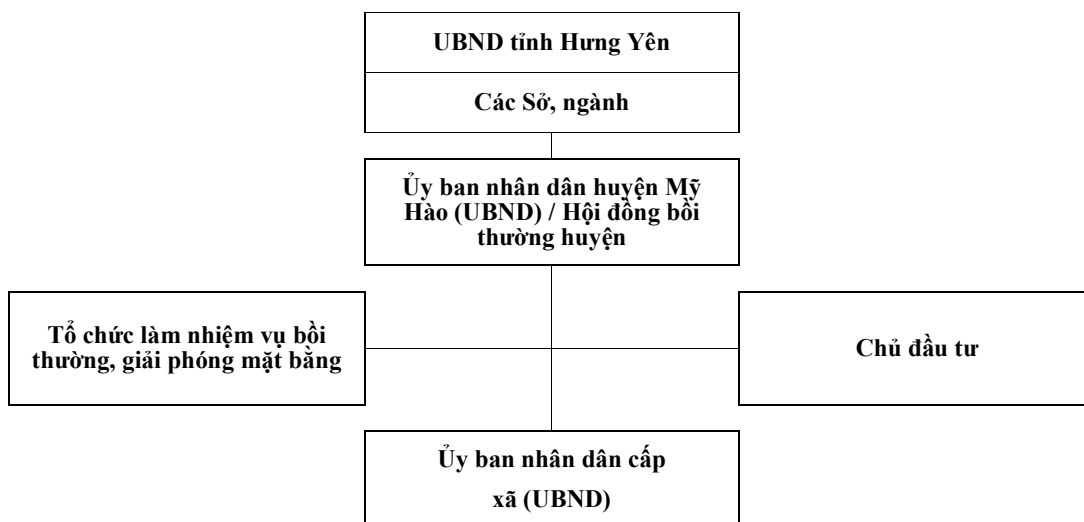 UBND tỉnh Hưng Yên
Các Sở, ngành
Ủy ban nhân dân huyện Mỹ
Hào (UBND) / Hội đồng bồi
thường huyện
Tổ chức làm nhiệm vụ bồi
thường, giải phóng mặt bằng
Chủ đầu tư
Ủy ban nhân dân cấp
xã (UBND)